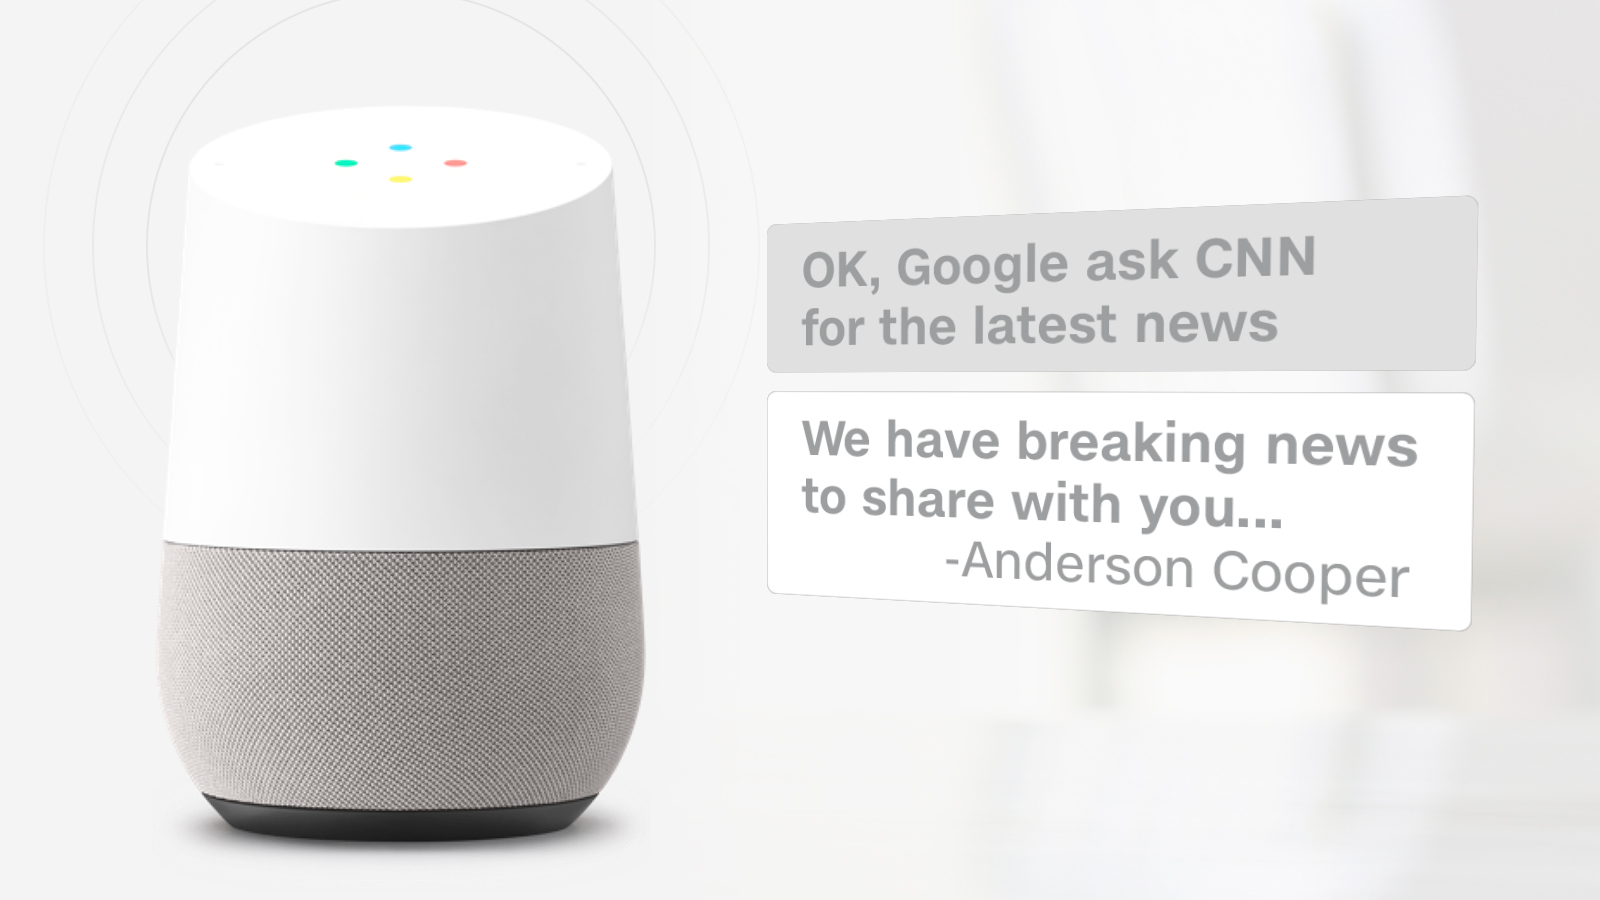 OK, Google ask CNN
for the latest news
We have breaking news
to share with you...
-Anderson Cooper